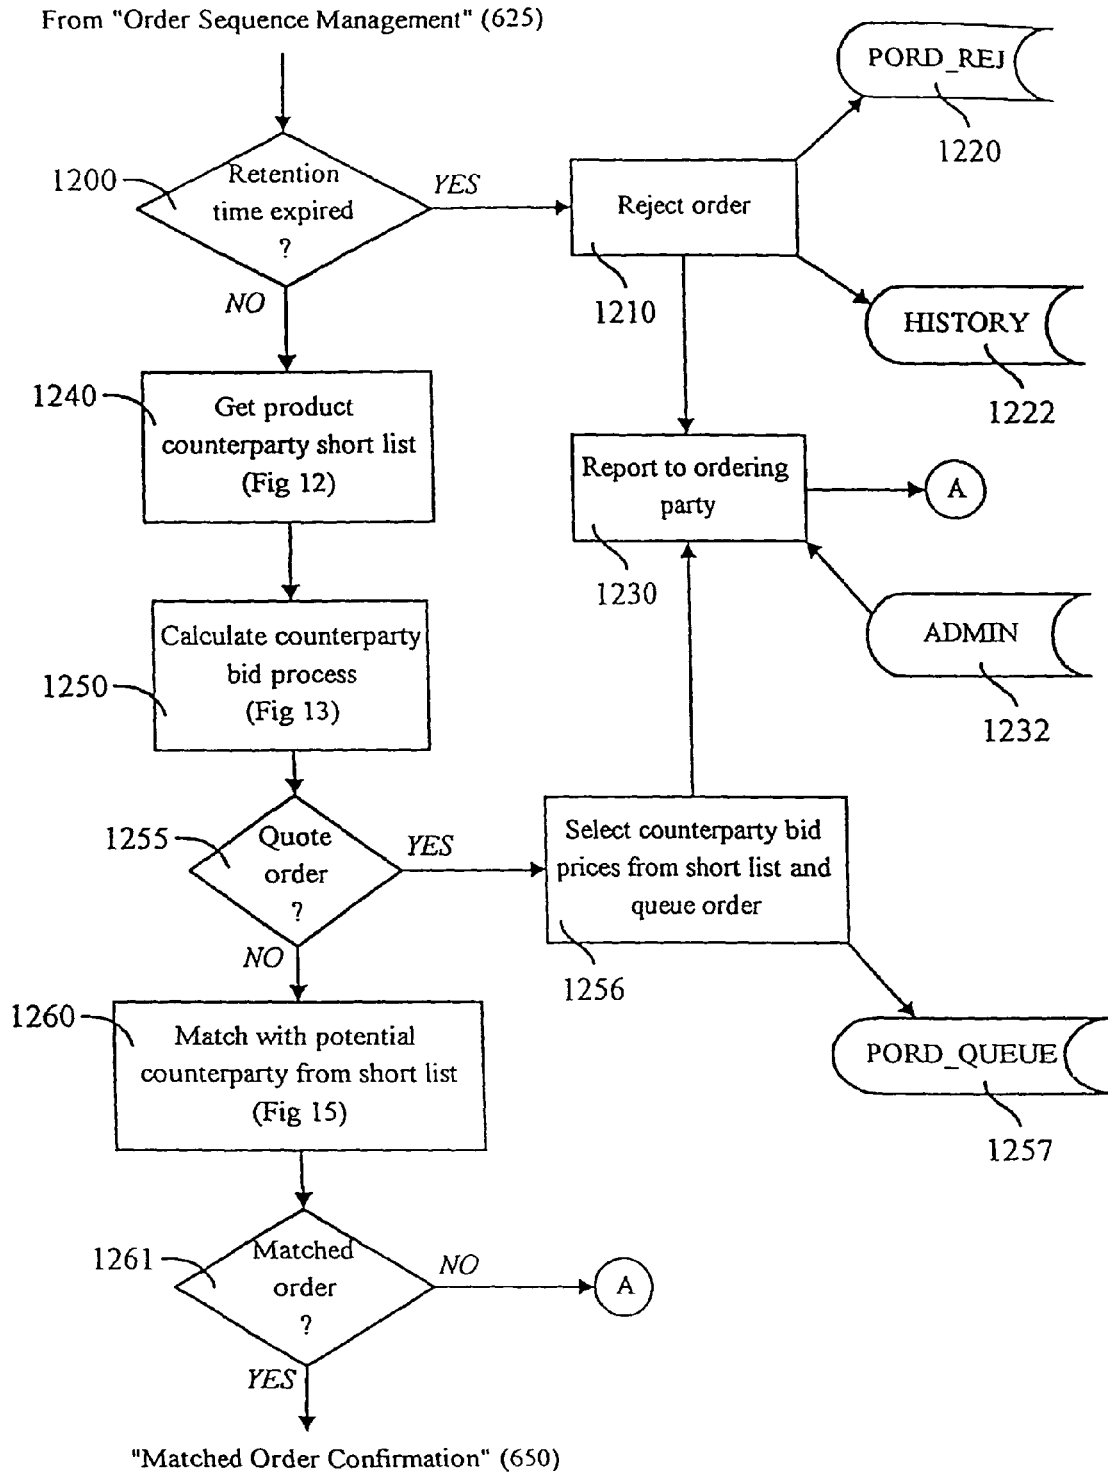 From "Order Sequence Management" (625)
PORD_REJ
1220
1200
Retention
time expired
?
YES
NO
Reject order
1210
HISTORY
1222
1240
Get product
counterparty short list
(Fig 12)
Report to ordering
party
A
1230
ADMIN
1232
1250
Calculate counterparty
bid process
(Fig 13)
1255
Quote
order
?
YES
NO
Select counterparty bid
prices from short list and
queue order
1256
PORD_QUEUE
1257
1260
Match with potential
counterparty from short list
(Fig 15)
1261
Matched
order
?
NO
A
YES
"Matched Order Confirmation" (650)